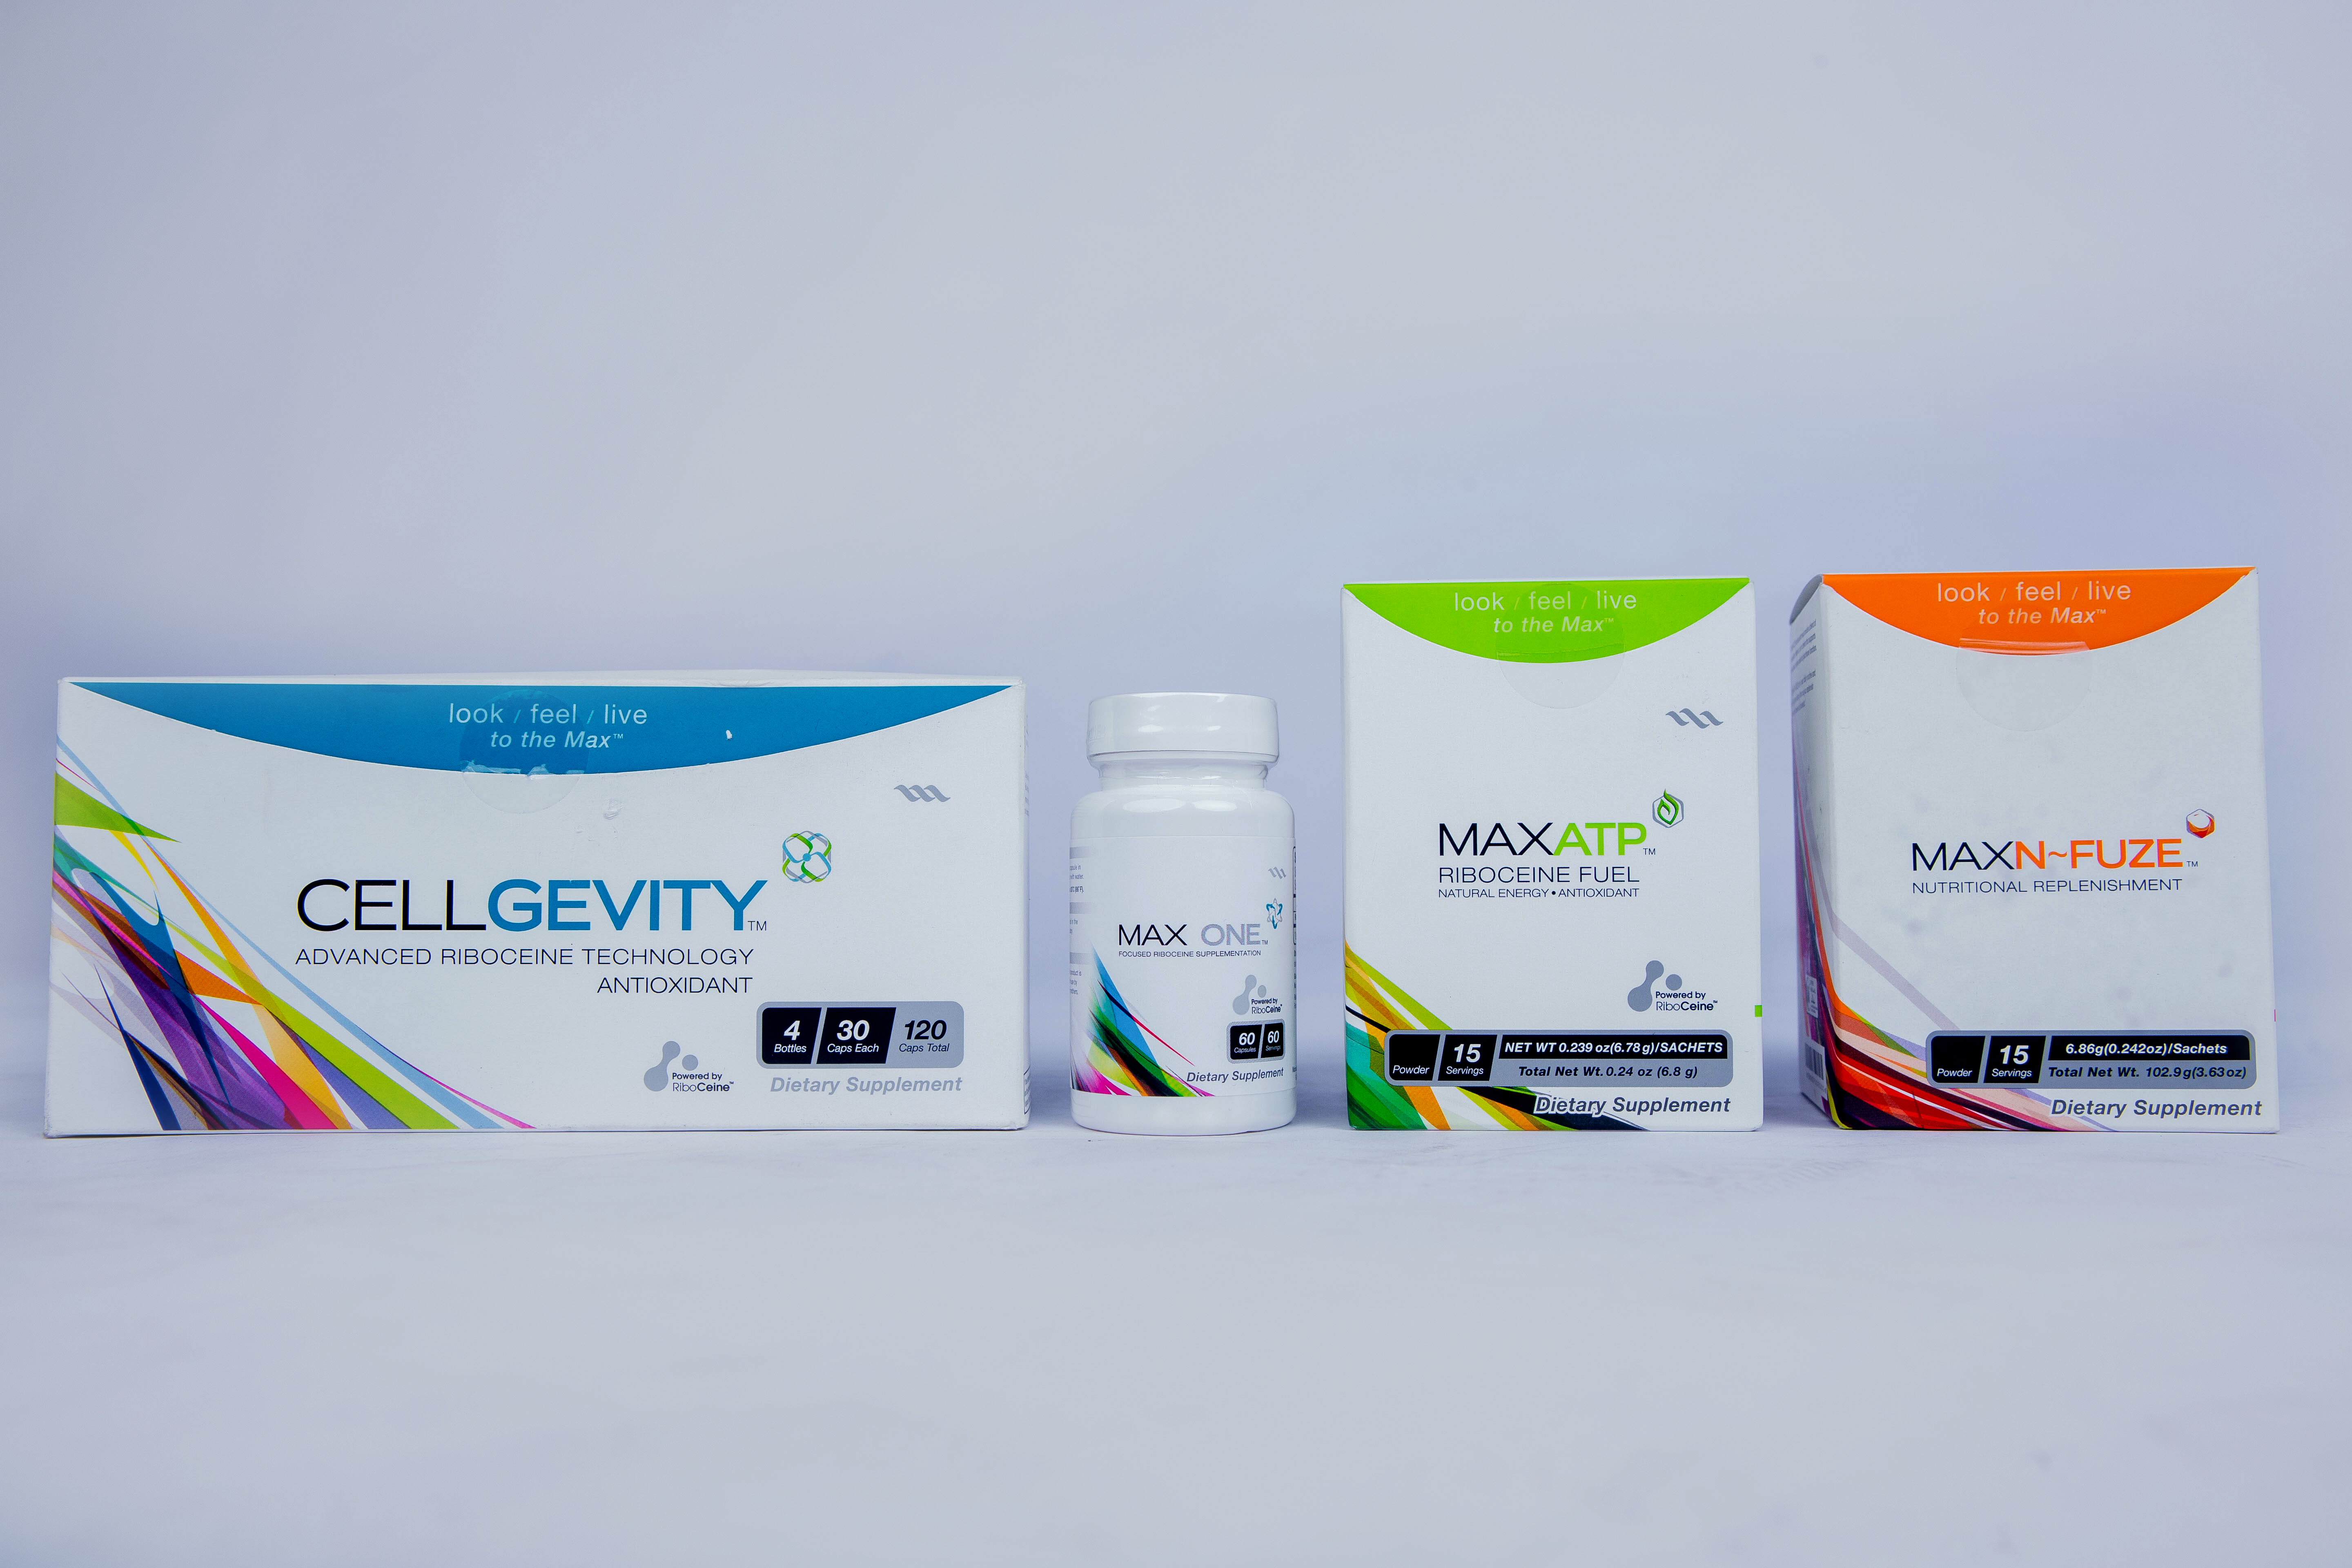 look / feel / live
to the Max™
CELLGEVITY™
ADVANCED RIBOCEINE TECHNOLOGY
ANTIOXIDANT
4 Bottles
30 Caps Each
120 Caps Total
Powered by
RiboCeine™
Dietary Supplement
MAX ONE™
FOCUSED RIBOCEINE SUPPLEMENTATION
Powered by
RiboCeine™
60 Capsules
60
Dietary Supplement
look / feel / live
to the Max™
MAXATP™
RIBOCEINE FUEL
NATURAL ENERGY • ANTIOXIDANT
Powered by
RiboCeine™
Powder
15 Servings
NET WT 0.239 oz(6.78 g)/SACHETS
Total Net Wt. 0.24 oz (6.8 g)
Dietary Supplement
look / feel / live
to the Max™
MAXN~FUZE™
NUTRITIONAL REPLENISHMENT
Powder
15 Servings
6.86g(0.242oz)/Sachets
Total Net Wt. 102.9g(3.63oz)
Dietary Supplement